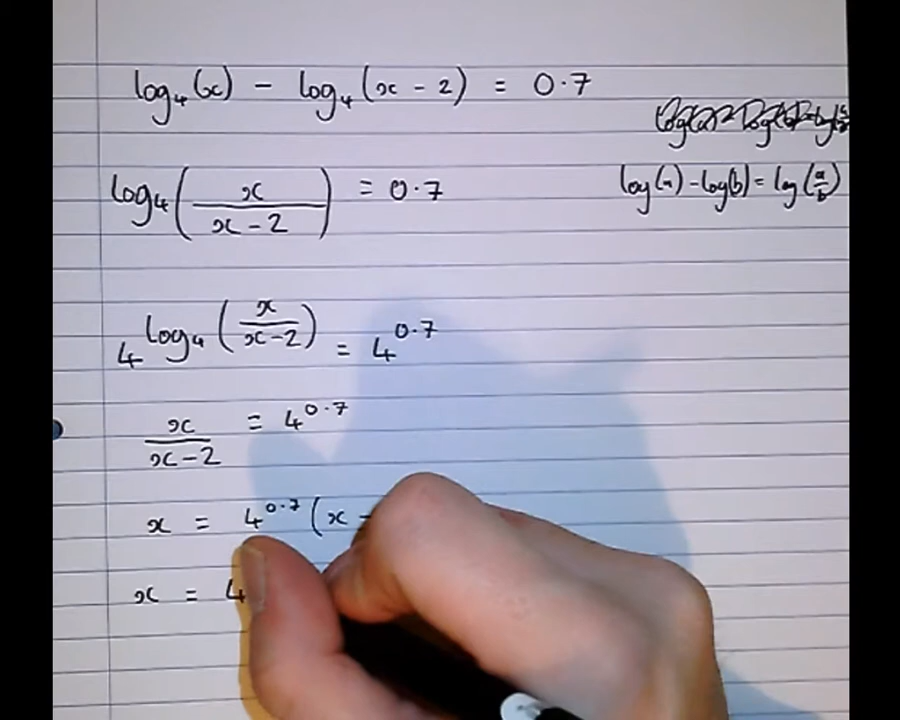 log₄(x) - log₄(x - 2) = 0.7
log(a) - log(b) = log(a/b)
log₄(x/(x - 2)) = 0.7
4^(log₄(x/(x - 2))) = 4^0.7
x/(x - 2) = 4^0.7
x = 4^0.7 (x -
x = 4